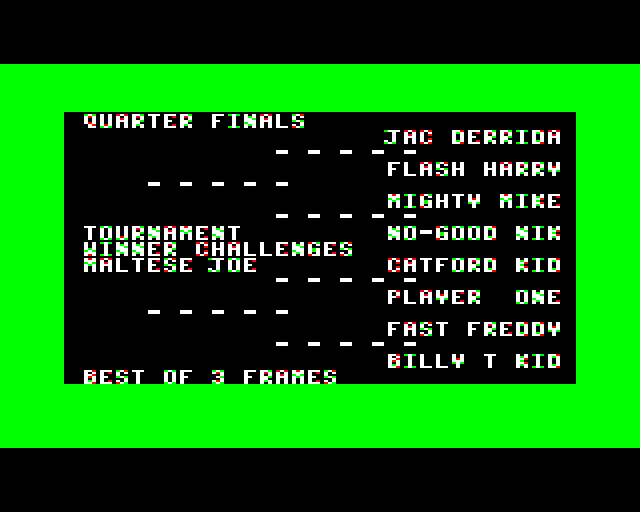 QUARTER FINALS
JAC DERRIDA
- - - - -
FLASH HARRY
- - - - -
MIGHTY MIKE
- - - - -
TOURNAMENT NO-GOOD NIK
WINNER CHALLENGES
MALTESE JOE CATFORD KID
- - - - -
PLAYER ONE
- - - - -
FAST FREDDY
- - - - -
BILLY T KID
BEST OF 3 FRAMES